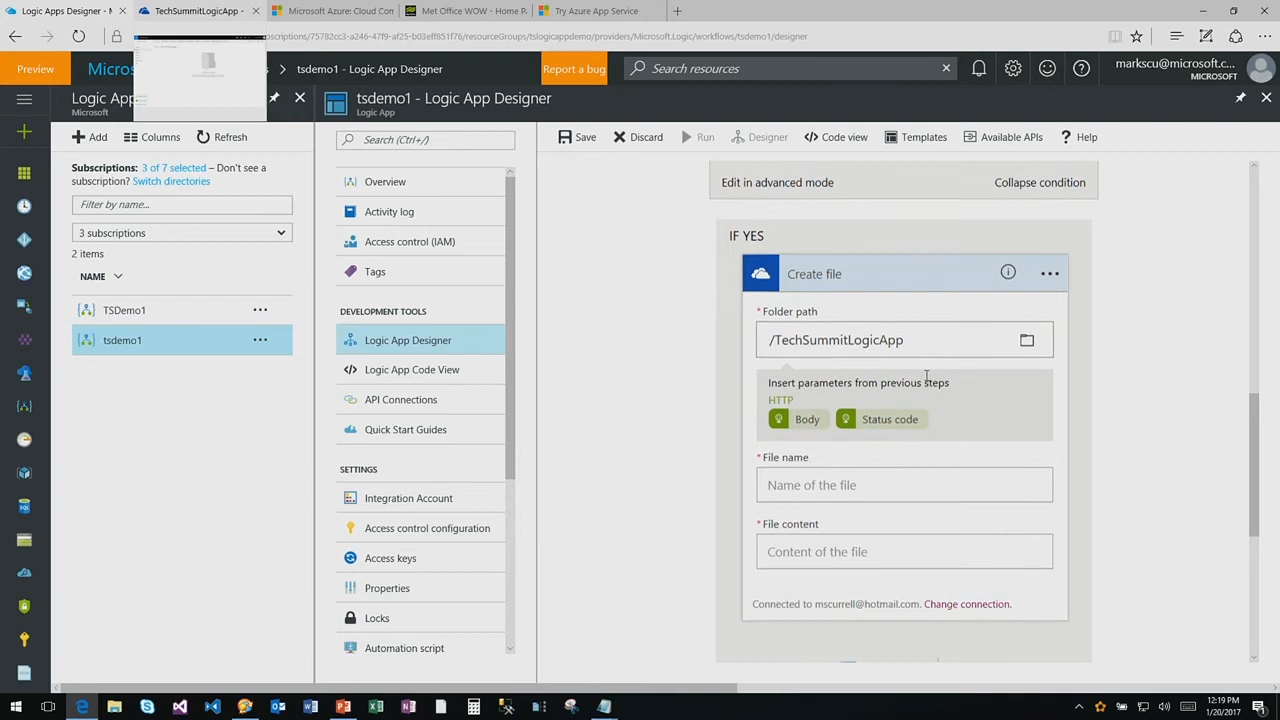 Logic Apps Designer - M
TechSummitLogicApp -
Microsoft Azure: Cloud Con
Met Office WOW - Home Pa
Try Azure App Service
scriptions/75782cc3-a246-47f9-af25-b03eff85c36b/resourceGroups/tslogicappdemo/providers/Microsoft.Logic/workflows/tsdemo1/designer
Preview
Micros
s
tsdemo1 - Logic App Designer
Report a bug
Search resources
markscu@microsoft.c...
MICROSOFT
Logic App
Microsoft
tsdemo1 - Logic App Designer
Logic App
Add
Columns
Refresh
Search (Ctrl+/)
Save
Discard
Run
Designer
Code view
Templates
Available APIs
Help
Subscriptions: 3 of 7 selected – Don't see a
subscription? Switch directories
Filter by name...
3 subscriptions
2 items
NAME
TSDemo1
tsdemo1
Overview
Activity log
Access control (IAM)
Tags
DEVELOPMENT TOOLS
Logic App Designer
Logic App Code View
API Connections
Quick Start Guides
SETTINGS
Integration Account
Access control configuration
Access keys
Properties
Locks
Automation script
Edit in advanced mode
Collapse condition
IF YES
Create file
* Folder path
/TechSummitLogicApp
Insert parameters from previous steps
HTTP
Body
Status code
* File name
Name of the file
* File content
Content of the file
Connected to mscurrell@hotmail.com. Change connection.
12:19 PM
1/20/2017